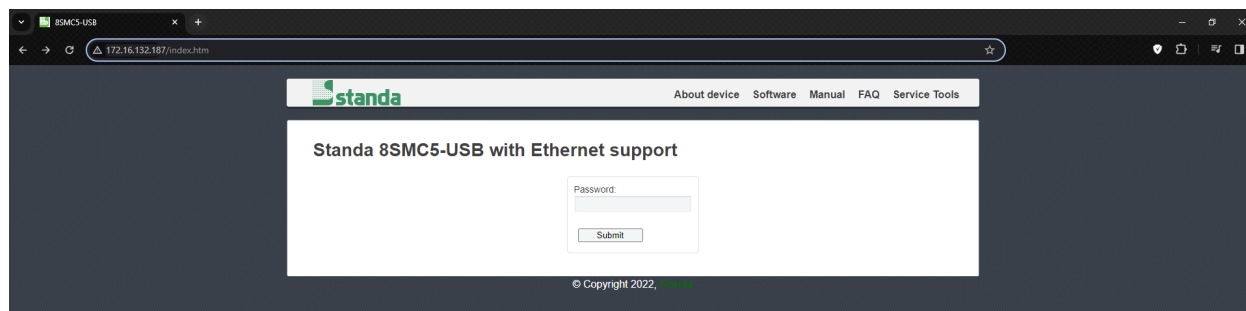 8SMC5-USB
172.16.132.187/index.htm
standa
About device Software Manual FAQ Service Tools
Standa 8SMC5-USB with Ethernet support
Password:
Submit
© Copyright 2022,